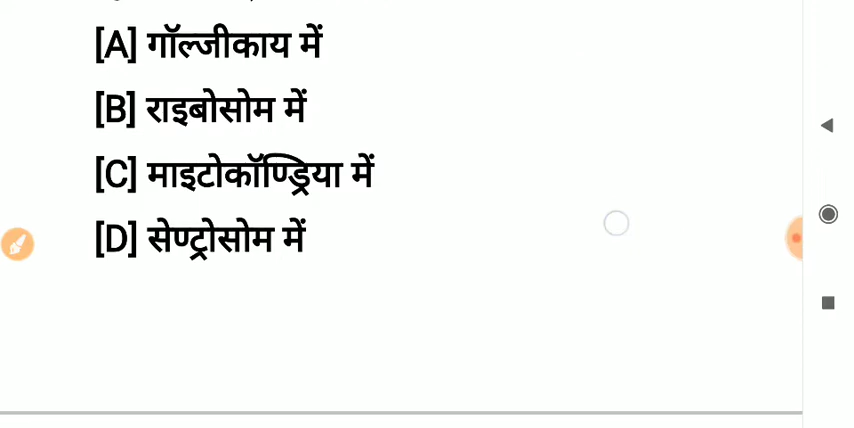 [A] गॉल्जीकाय में
[B] राइबोसोम में
[C] माइटोकॉण्ड्रिया में
[D] सेण्ट्रोसोम में